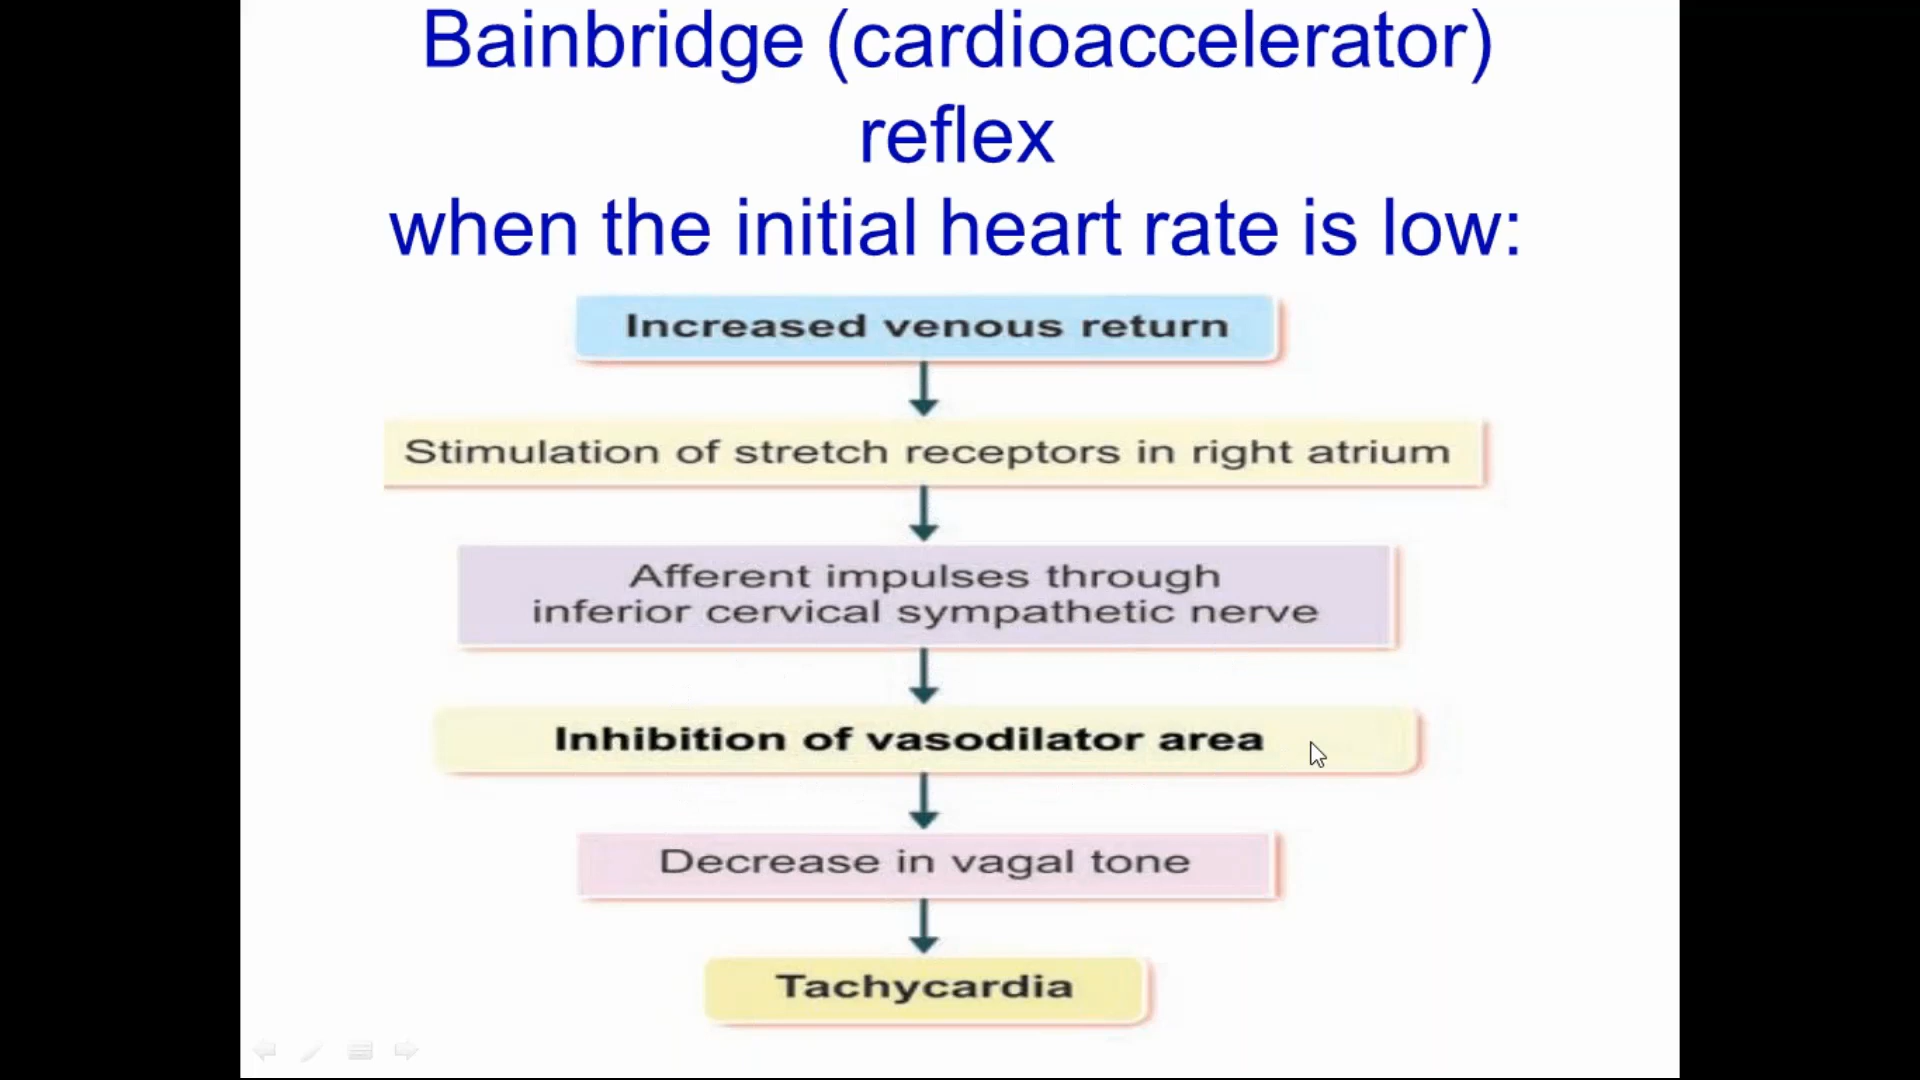 Bainbridge (cardioaccelerator)
reflex
when the initial heart rate is low:
Increased venous return
Stimulation of stretch receptors in right atrium
Afferent impulses through
inferior cervical sympathetic nerve
Inhibition of vasodilator area
Decrease in vagal tone
Tachycardia